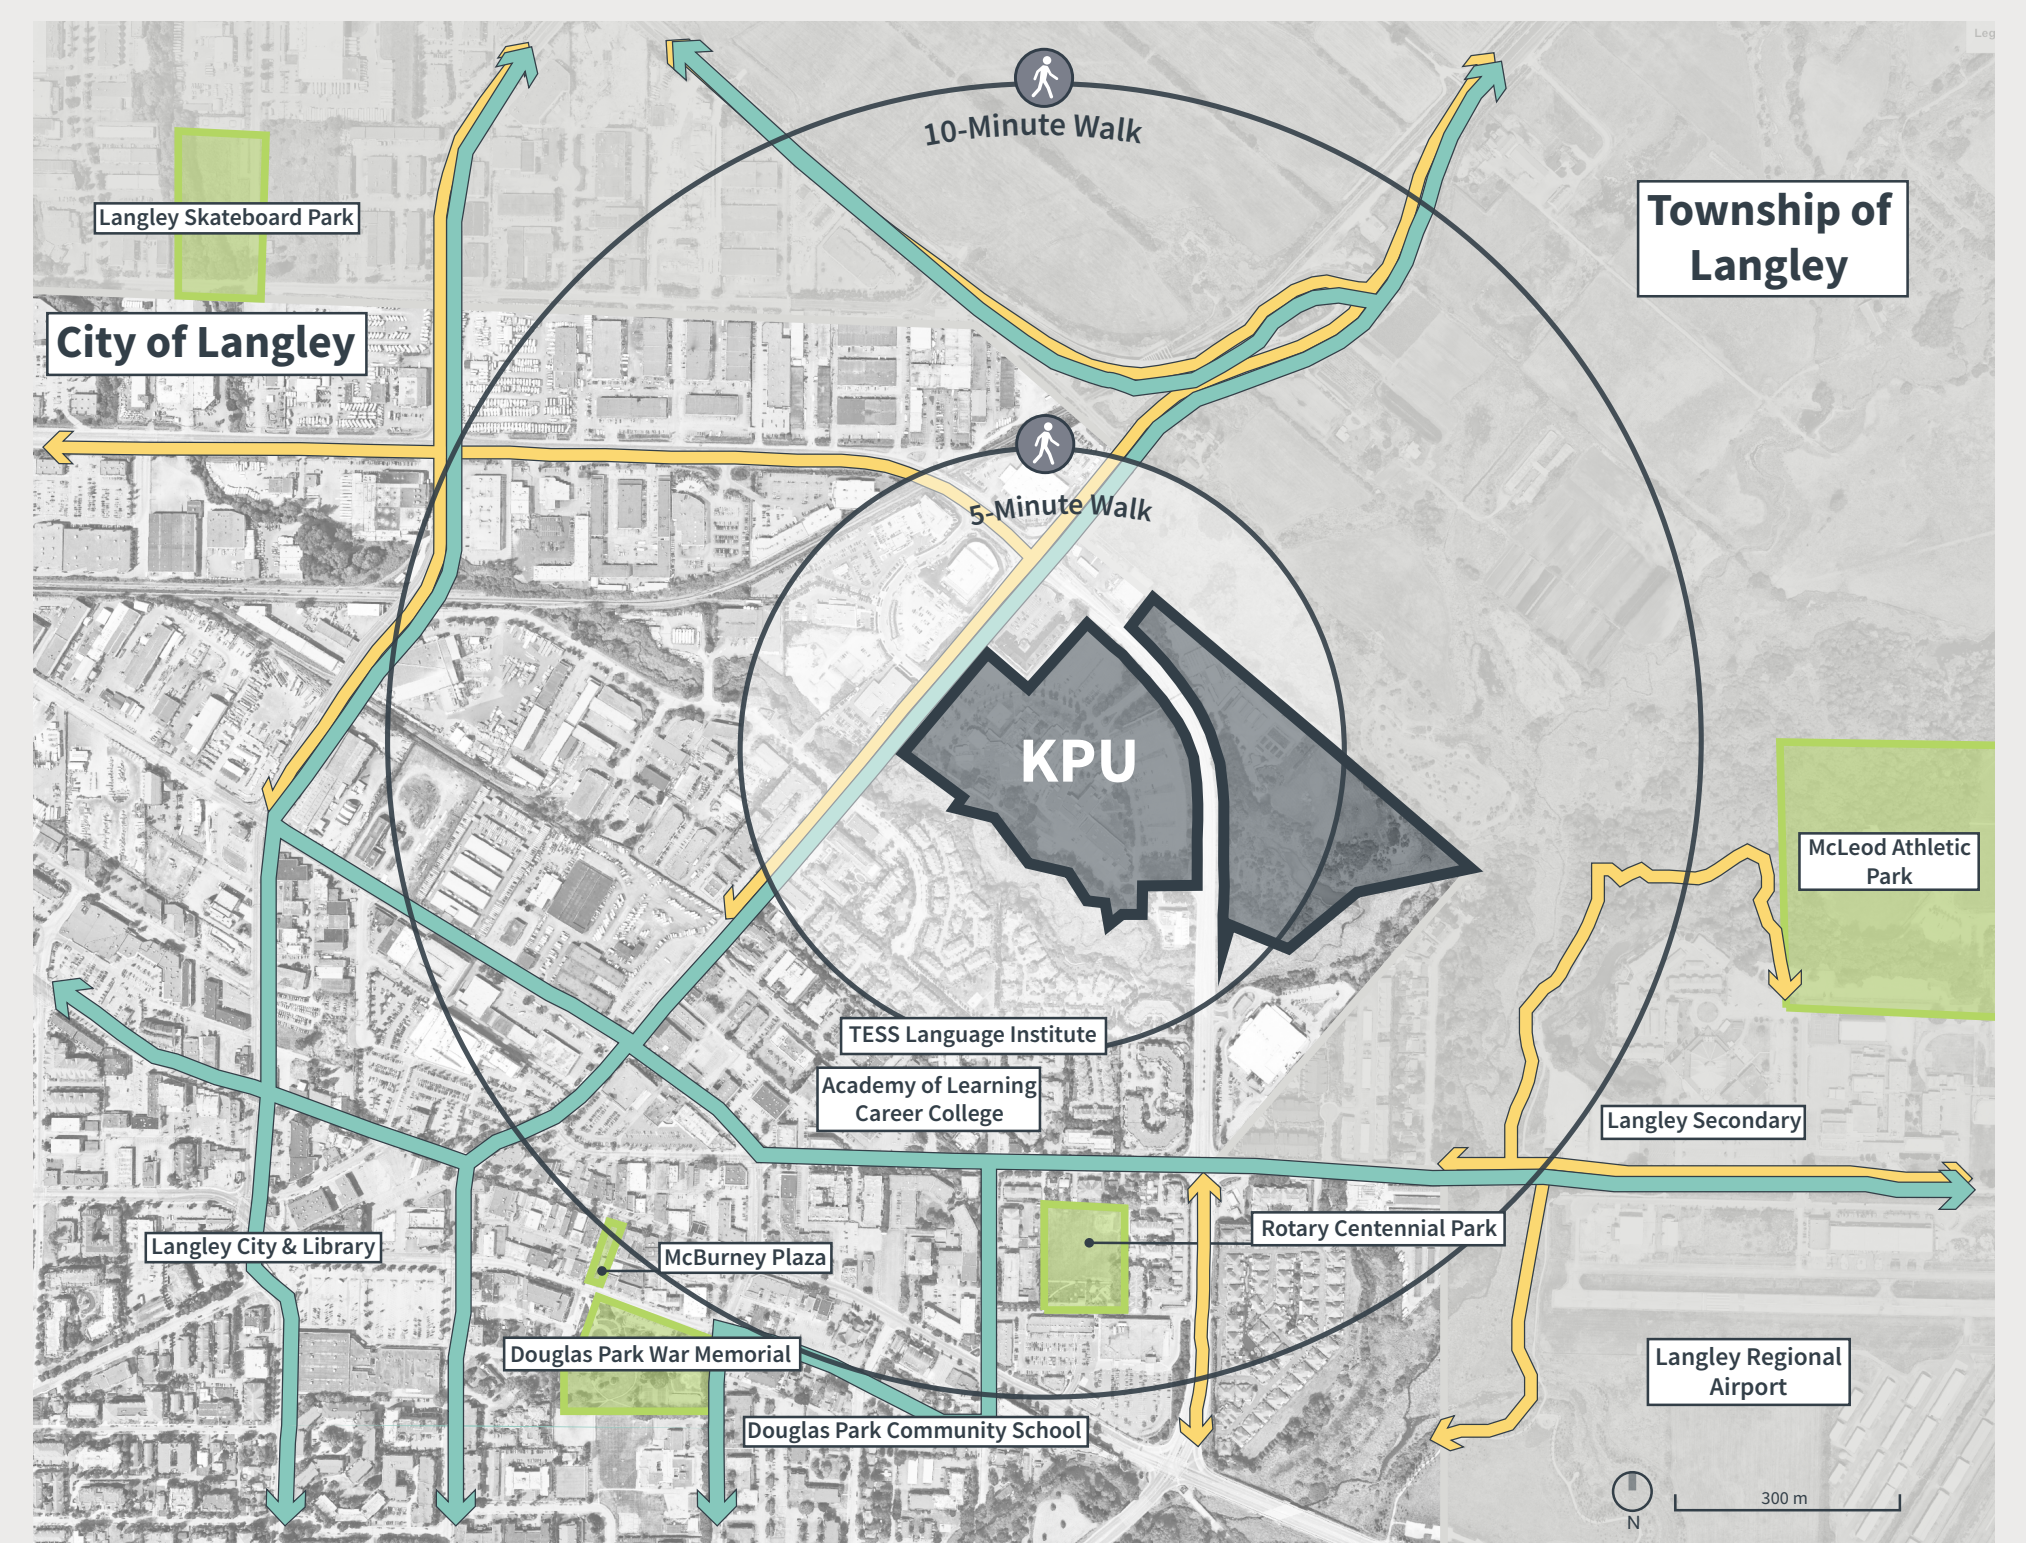 Leg
10-Minute Walk
Langley Skateboard Park
Township of
Langley
City of Langley
5-Minute Walk
KPU
McLeod Athletic
Park
TESS Language Institute
Academy of Learning
Career College
Langley Secondary
Rotary Centennial Park
Langley City & Library
McBurney Plaza
Douglas Park War Memorial
Langley Regional
Airport
Douglas Park Community School
300 m
N